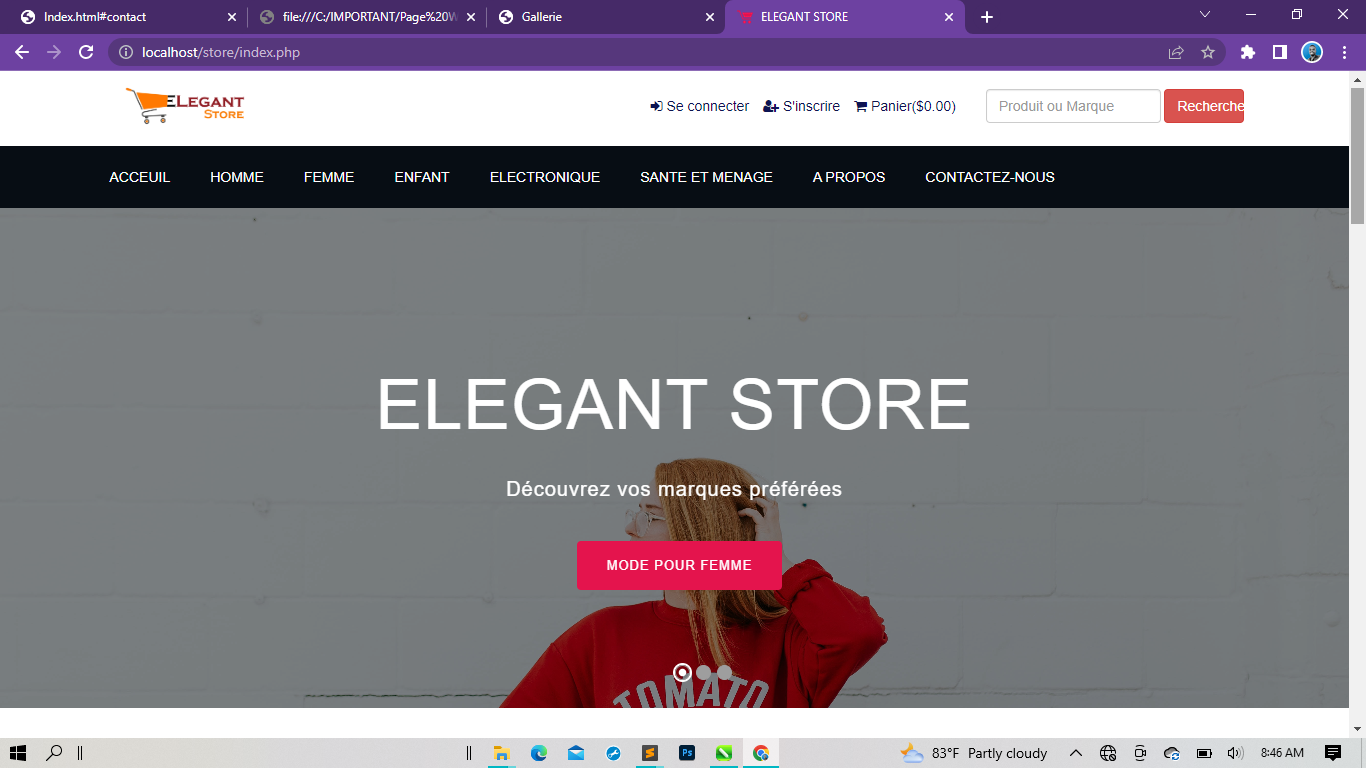 Index.html#contact
file:///C:/IMPORTANT/Page%20W
Gallerie
ELEGANT STORE
localhost/store/index.php
ELEGANT
STORE
Se connecter S'inscrire Panier($0.00) Produit ou Marque Recherche
ACCEUIL HOMME FEMME ENFANT ELECTRONIQUE SANTE ET MENAGE A PROPOS CONTACTEZ-NOUS
ELEGANT STORE
Découvrez vos marques préférées
MODE POUR FEMME
TOMATO
Ps
83°F Partly cloudy
8:46 AM